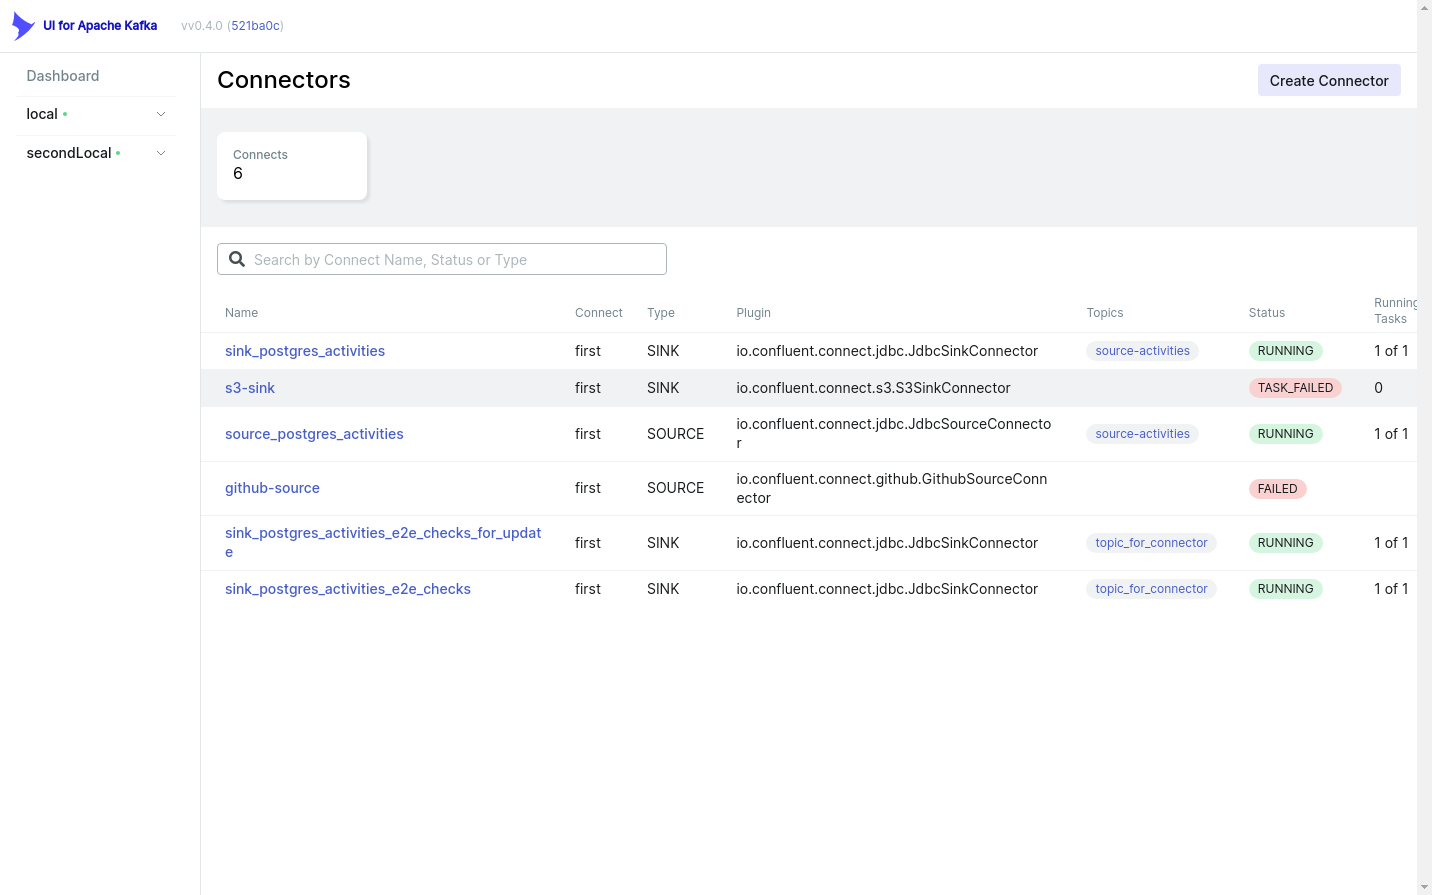 UI for Apache Kafka vv0.4.0 (521ba0c)
Dashboard
local
secondLocal
Connectors
Create Connector
Connects
6
Search by Connect Name, Status or Type
Name Connect Type Plugin Topics Status Running
Tasks
sink_postgres_activities first SINK io.confluent.connect.jdbc.JdbcSinkConnector source-activities RUNNING 1 of 1
s3-sink first SINK io.confluent.connect.s3.S3SinkConnector TASK_FAILED 0
source_postgres_activities first SOURCE io.confluent.connect.jdbc.JdbcSourceConnecto
r source-activities RUNNING 1 of 1
github-source first SOURCE io.confluent.connect.github.GithubSourceConn
ector FAILED
sink_postgres_activities_e2e_checks_for_updat
e first SINK io.confluent.connect.jdbc.JdbcSinkConnector topic_for_connector RUNNING 1 of 1
sink_postgres_activities_e2e_checks first SINK io.confluent.connect.jdbc.JdbcSinkConnector topic_for_connector RUNNING 1 of 1